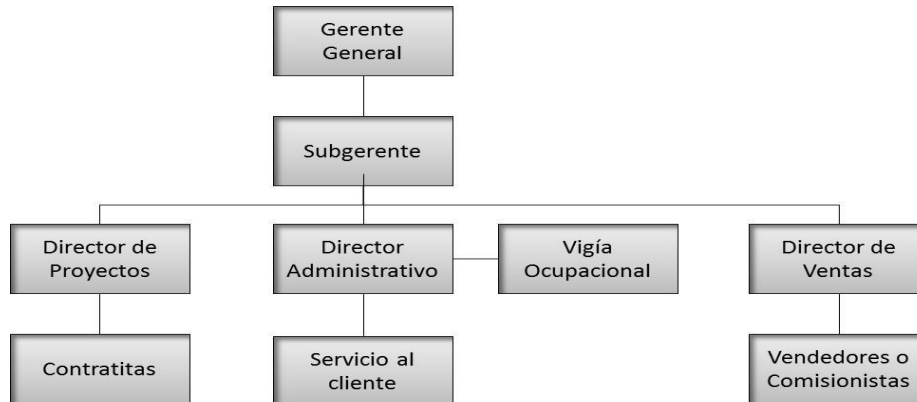 Gerente
General
Subgerente
Director de
Proyectos
Director
Administrativo
Vigía
Ocupacional
Director de
Ventas
Contratitas
Servicio al
cliente
Vendedores o
Comisionistas